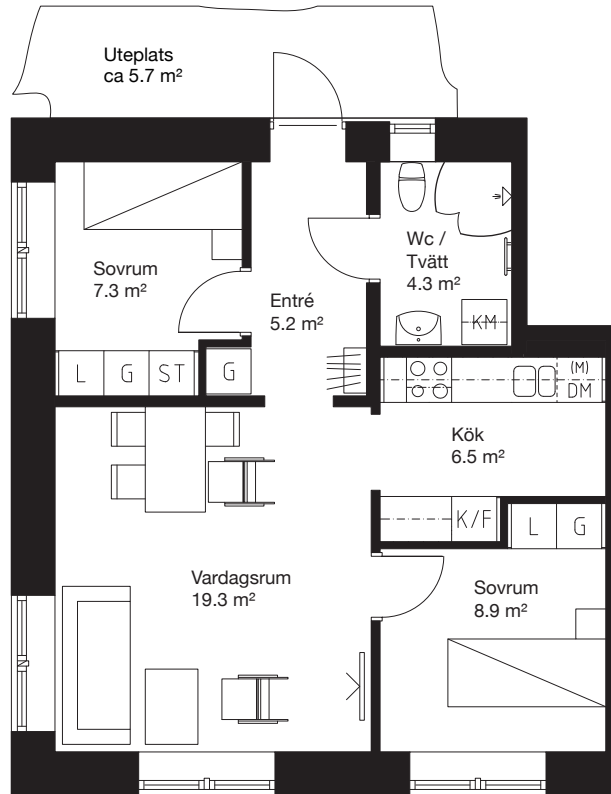 Uteplats
ca 5.7 m²
Sovrum
7.3 m²
Wc /
Tvätt
4.3 m²
Entré
5.2 m²
KM
L G ST G
(M)
DM
Kök
6.5 m²
K/F
L G
Vardagsrum
19.3 m²
Sovrum
8.9 m²